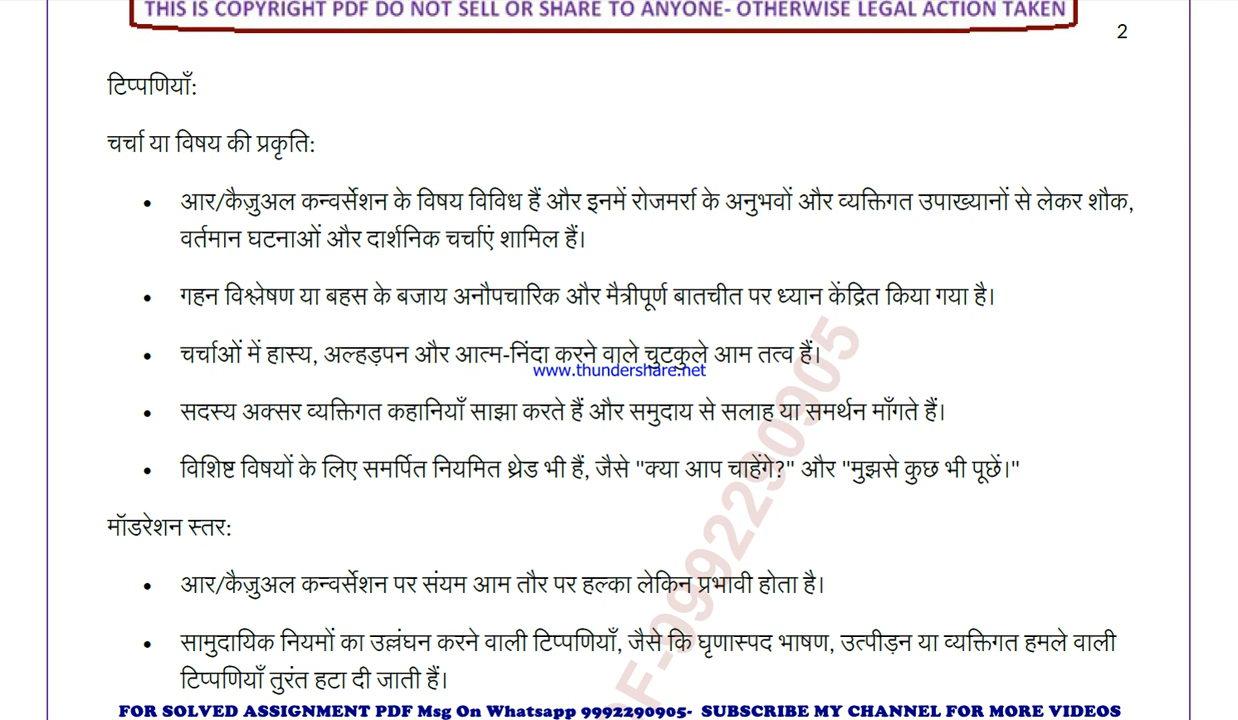 THIS IS COPYRIGHT PDF DO NOT SELL OR SHARE TO ANYONE- OTHERWISE LEGAL ACTION TAKEN
2
टिप्पणियाँ:
चर्चा या विषय की प्रकृति:
• आर/कैज़ुअल कन्वर्सेशन के विषय विविध हैं और इनमें रोजमर्रा के अनुभवों और व्यक्तिगत उपाख्यानों से लेकर शौक,
वर्तमान घटनाओं और दार्शनिक चर्चाएं शामिल हैं।
• गहन विश्लेषण या बहस के बजाय अनौपचारिक और मैत्रीपूर्ण बातचीत पर ध्यान केंद्रित किया गया है।
• चर्चाओं में हास्य, अल्हड़पन और आत्म-निंदा करने वाले चुटकुले आम तत्व हैं।
www.thundershare.net
• सदस्य अक्सर व्यक्तिगत कहानियाँ साझा करते हैं और समुदाय से सलाह या समर्थन माँगते हैं।
• विशिष्ट विषयों के लिए समर्पित नियमित थ्रेड भी हैं, जैसे "क्या आप चाहेंगे?" और "मुझसे कुछ भी पूछें।"
मॉडरेशन स्तर:
• आर/कैज़ुअल कन्वर्सेशन पर संयम आम तौर पर हल्का लेकिन प्रभावी होता है।
• सामुदायिक नियमों का उल्लंघन करने वाली टिप्पणियाँ, जैसे कि घृणास्पद भाषण, उत्पीड़न या व्यक्तिगत हमले वाली
टिप्पणियाँ तुरंत हटा दी जाती हैं।
F-9992290905
FOR SOLVED ASSIGNMENT PDF Msg On Whatsapp 9992290905- SUBSCRIBE MY CHANNEL FOR MORE VIDEOS